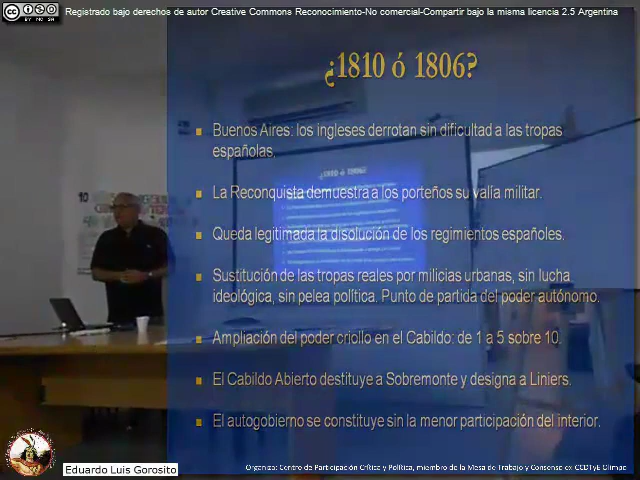 Registrado bajo derechos de autor Creative Commons Reconocimiento-No comercial-Compartir bajo la misma licencia 2.5 Argentina
¿1810 ó 1806?
Buenos Aires: los ingleses derrotan sin dificultad a las tropas
españolas.
La Reconquista demuestra a los porteños su valía militar.
Queda legitimada la disolución de los regimientos españoles.
Sustitución de las tropas reales por milicias urbanas, sin lucha
ideológica, sin pelea política. Punto de partida del poder autónomo.
Ampliación del poder criollo en el Cabildo: de 1 a 5 sobre 10.
El Cabildo Abierto destituye a Sobremonte y designa a Liniers.
El autogobierno se constituye sin la menor participación del interior.
Eduardo Luis Gorosito
Organiza: Centro de Participación Crítica y Política, miembro de la Mesa de Trabajo y Consenso ex CCDTyE Olimpo